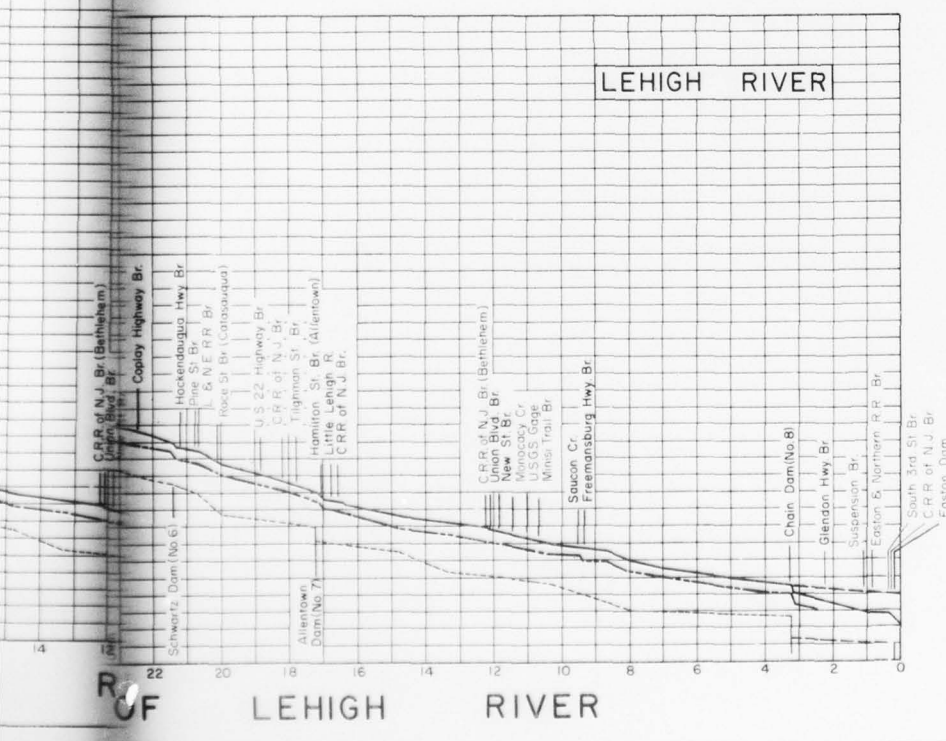 LEHIGH RIVER
C.R.R. of N.J. Br. (Bethlehem)
Union Blvd. Br.
Coplay Highway Br.
Hockendauqua Hwy. Br.
Pine St. Br.
L & N E R.R. Br.
Race St. Br. (Catasauqua)
U.S. 22 Highway Br.
C.R.R. of N.J. Br.
Tilghman St. Br.
Hamilton St. Br. (Allentown)
Little Lehigh R.
C.R.R. of N.J. Br.
C.R.R. of N.J. Br. (Bethlehem)
Union Blvd. Br.
New St. Br.
Monacacy Cr.
U.S.G.S. Gage
Minisi Trail Br.
Saucon Cr.
Freemansburg Hwy. Br.
Chain Dam (No. 8)
Glendon Hwy. Br.
Suspension Br.
Easton & Northern R.R. Br.
South 3rd St. Br.
C.R.R. of N.J. Br.
Easton Dam
Schwartz Dam (No. 6)
Allentown
Dam (No. 7)
14 22 20 18 16 14 12 10 8 6 4 2 0
OF LEHIGH RIVER